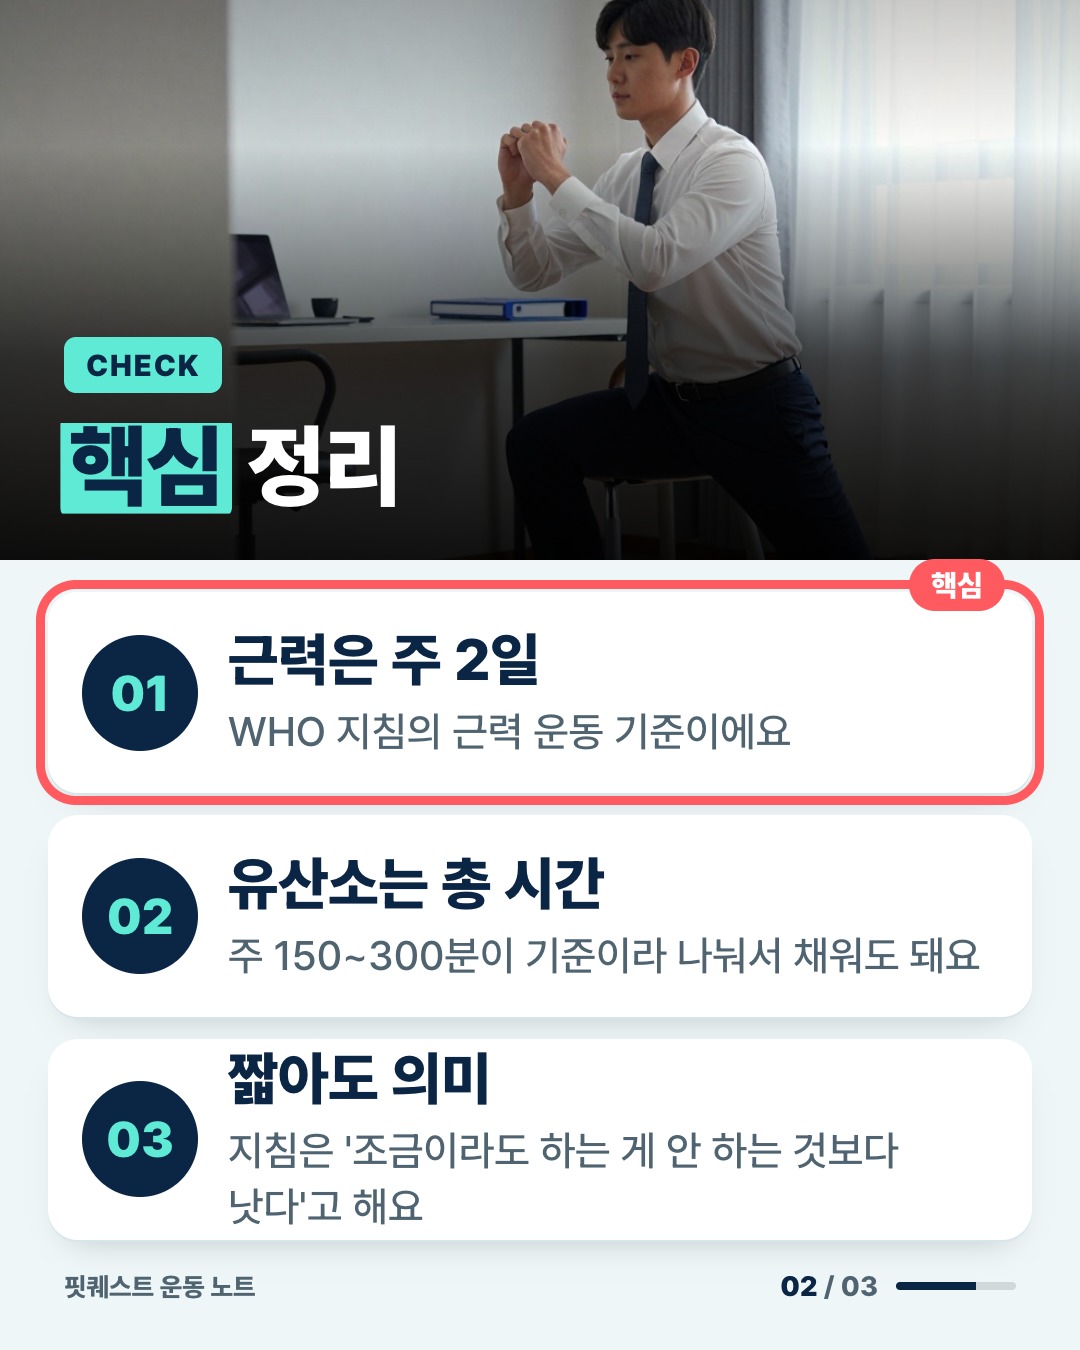 CHECK
핵심 정리
핵심
01
근력은 주 2일
WHO 지침의 근력 운동 기준이에요
02
유산소는 총 시간
주 150~300분이 기준이라 나눠서 채워도 돼요
03
짧아도 의미
지침은 '조금이라도 하는 게 안 하는 것보다
낫다'고 해요
핏퀘스트 운동 노트
02 / 03